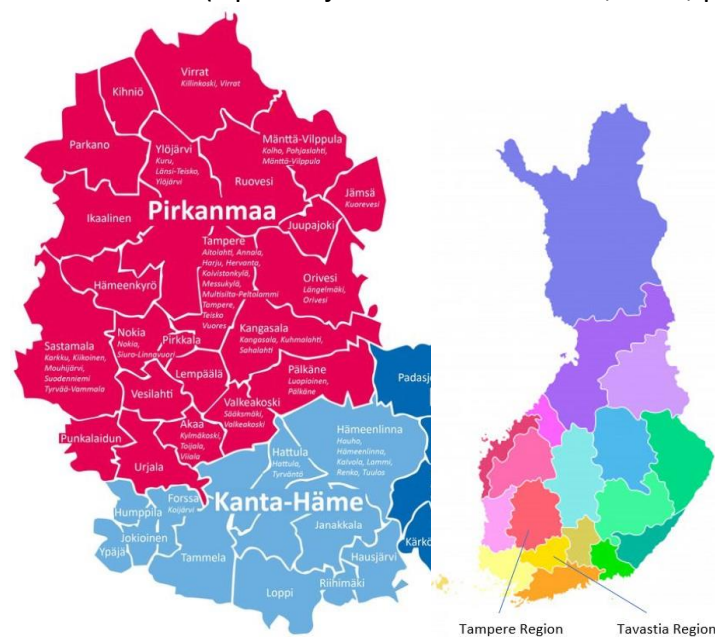 Virrat
Killinkoski, Virrat
Kihniö
Parkano
Ylöjärvi
Kuru,
Länsi-Teisko,
Ylöjärvi
Mänttä-Vilppula
Kolho, Pohjaslahti,
Mänttä-Vilppula
Ruovesi
Jämsä
Kuorevesi
Ikaalinen
Pirkanmaa
Juupajoki
Tampere
Aitolahti, Annala,
Harju, Hervanta,
Koivistonkylä,
Messukylä,
Multisilta-Peltolammi
Tampere,
Teisko
Vuores
Hämeenkyrö
Orivesi
Längelmäki,
Orivesi
Sastamala
Karkku, Kiikoinen,
Mouhijärvi,
Suodenniemi
Tyrvää-Vammala
Nokia
Nokia,
Siuro-Linnavuori
Pirkkala
Kangasala
Kangasala, Kuhmalahti,
Sahalahti
Lempäälä
Pälkäne
Luopiainen,
Pälkäne
Padasj
Vesilahti
Valkeakoski
Sääksmäki,
Valkeakoski
Punkalaidun
Akaa
Kylmäkoski,
Toijala,
Viiala
Urjala
Hämeenlinna
Hauho,
Hämeenlinna,
Kalvola, Lammi,
Renko, Tuulos
Hattula
Hattula,
Tyrväntö
Forssa
Koijärvi
Kanta-Häme
Humppila
Jokioinen
Ypäjä
Tammela
Janakkala
Hausjärvi
Riihimäki
Loppi
Kärkö
Tampere Region
Tavastia Region